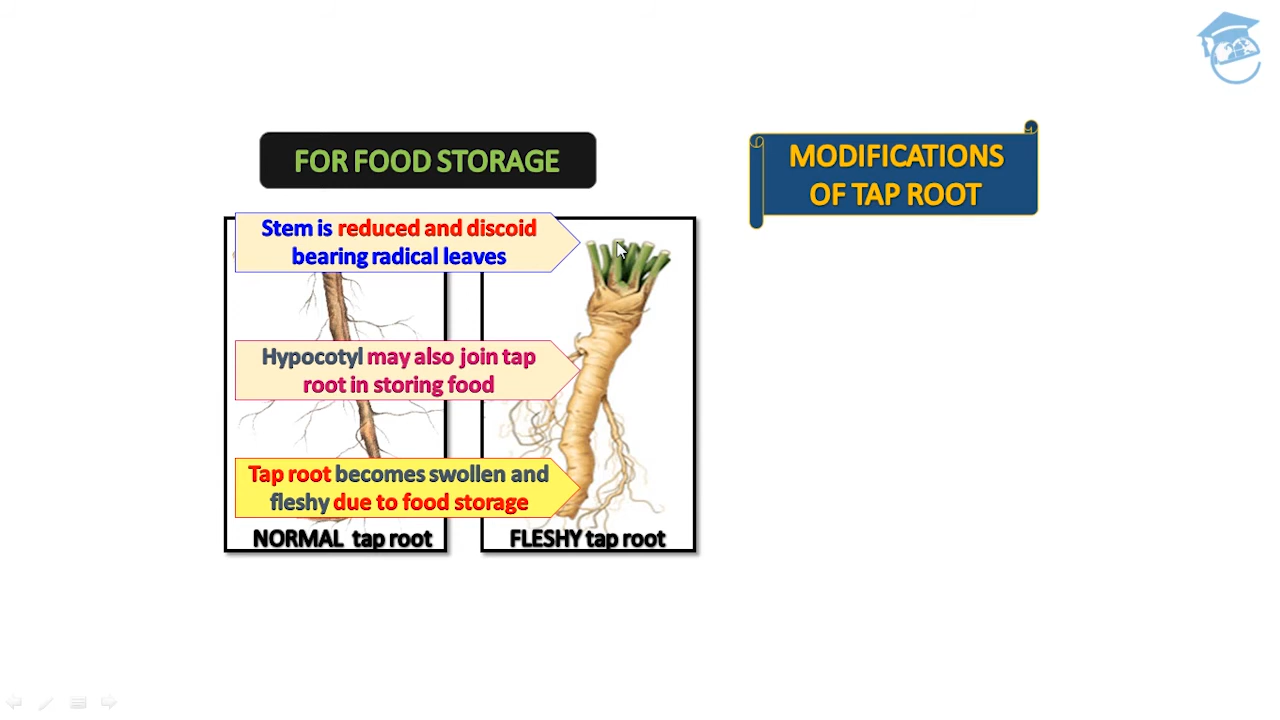 FOR FOOD STORAGE
MODIFICATIONS
OF TAP ROOT
Stem is reduced and discoid
bearing radical leaves
Hypocotyl may also join tap
root in storing food
Tap root becomes swollen and
fleshy due to food storage
NORMAL tap root
FLESHY tap root